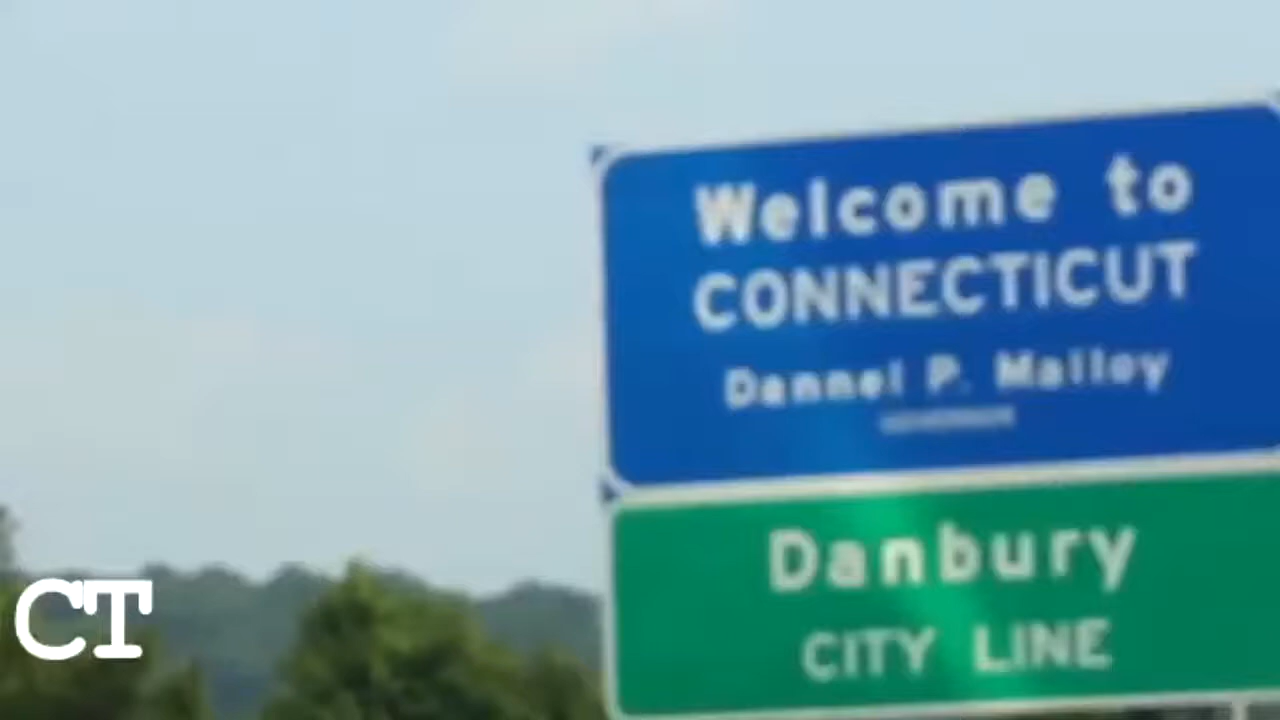 Welcome to
CONNECTICUT
Dannel P. Malloy
Danbury
CITY LINE
CT